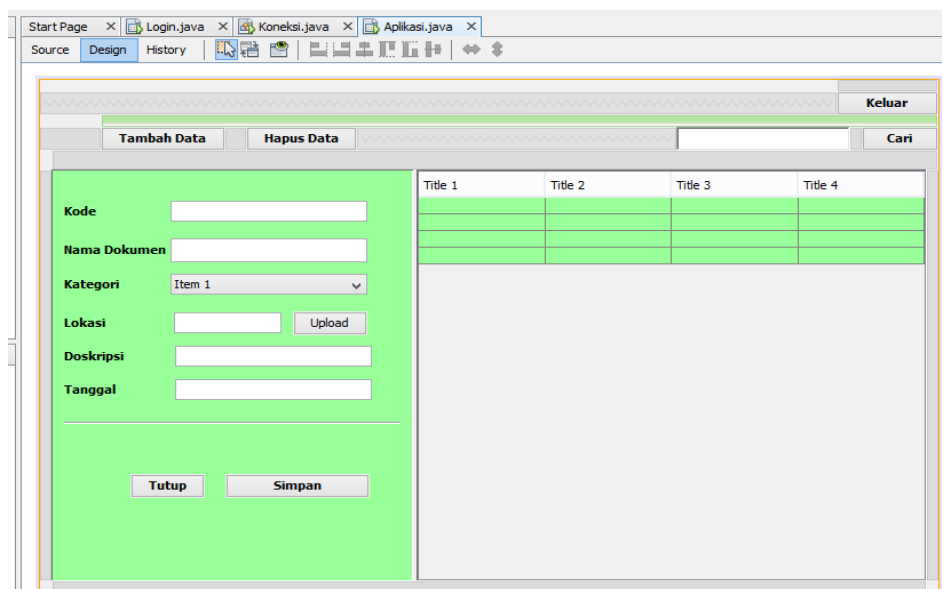 Start Page Login.java Koneksi.java Aplikasi.java
Source Design History
Keluar
Tambah Data Hapus Data Cari
Title 1 Title 2 Title 3 Title 4
Kode
Nama Dokumen
Kategori Item 1
Lokasi Upload
Doskripsi
Tanggal
Tutup Simpan